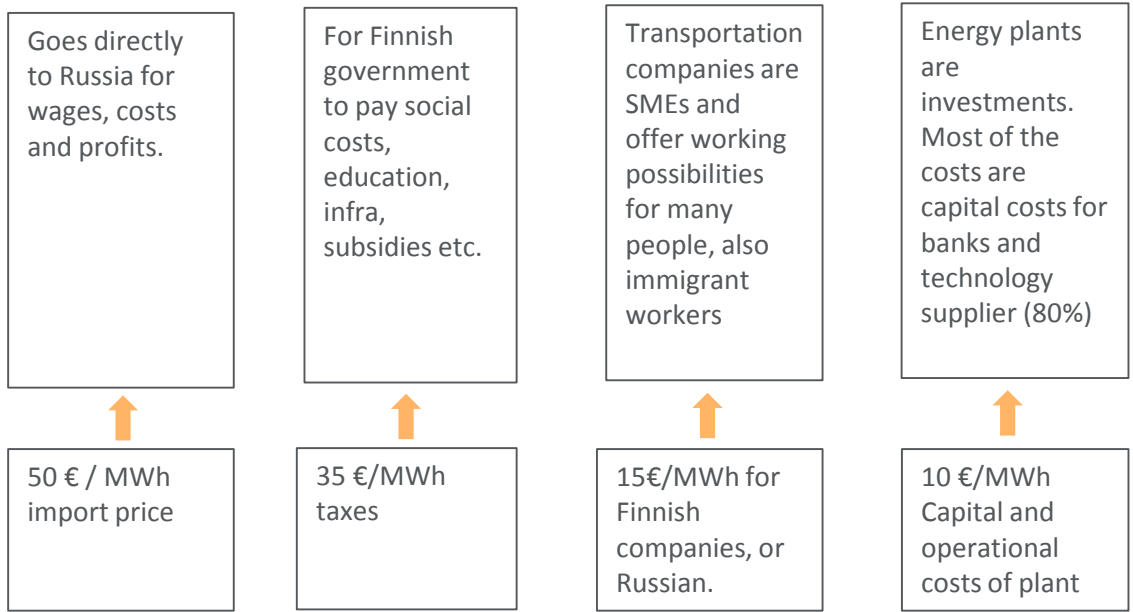 Goes directly
to Russia for
wages, costs
and profits.
For Finnish
government
to pay social
costs,
education,
infra,
subsidies etc.
Transportation
companies are
SMEs and
offer working
possibilities
for many
people, also
immigrant
workers
Energy plants
are
investments.
Most of the
costs are
capital costs for
banks and
technology
supplier (80%)
50 € / MWh
import price
35 €/MWh
taxes
15€/MWh for
Finnish
companies, or
Russian.
10 €/MWh
Capital and
operational
costs of plant